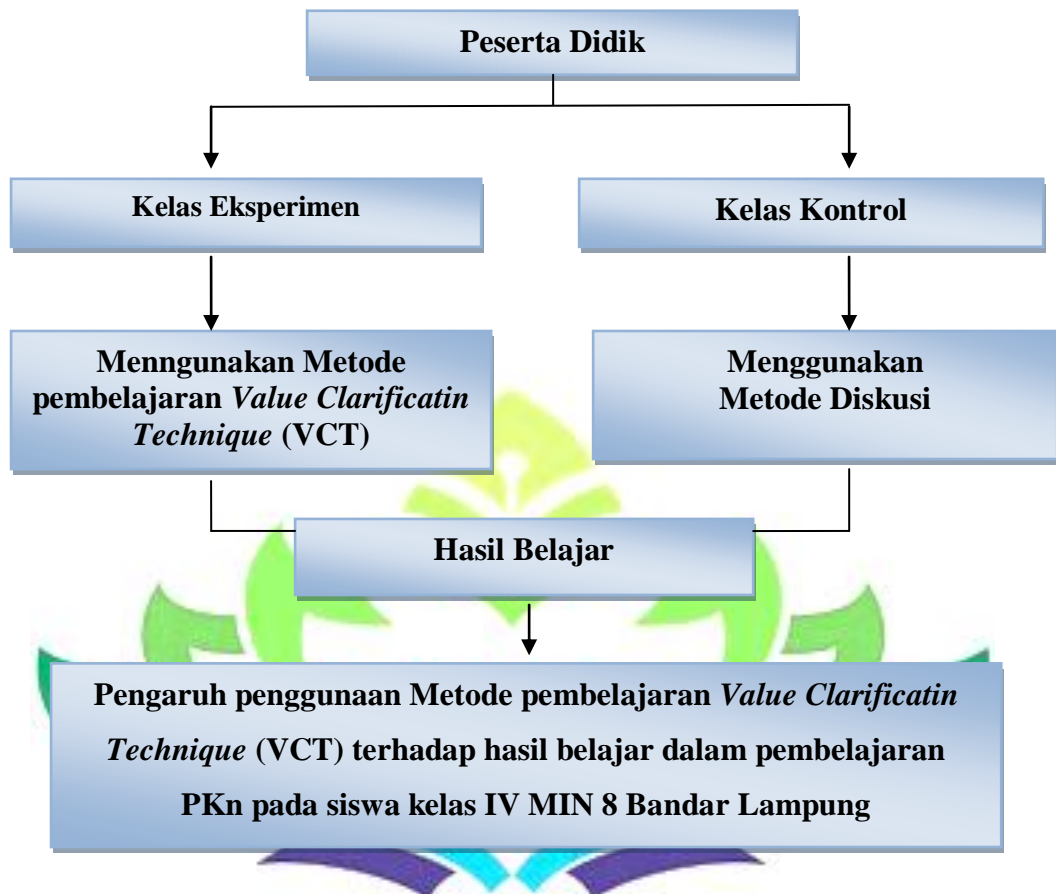 Peserta Didik
Kelas Eksperimen
Kelas Kontrol
Menngunakan Metode
pembelajaran Value Clarificatin
Technique (VCT)
Menggunakan
Metode Diskusi
Hasil Belajar
Pengaruh penggunaan Metode pembelajaran Value Clarificatin
Technique (VCT) terhadap hasil belajar dalam pembelajaran
PKn pada siswa kelas IV MIN 8 Bandar Lampung